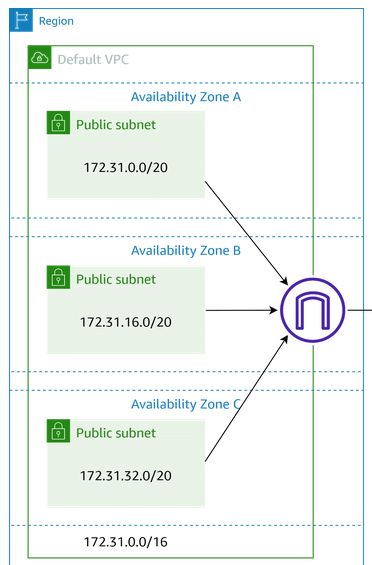 Region
Default VPC
Availability Zone A
Public subnet
172.31.0.0/20
Availability Zone B
Public subnet
172.31.16.0/20
Availability Zone C
Public subnet
172.31.32.0/20
172.31.0.0/16